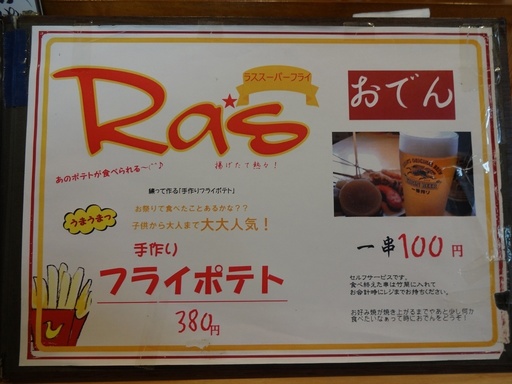 Ra's
ラススーパーフライ
揚げたて熱々!
あのポテトが食べられる~(^^♪
練って作る「手作りフライポテト」
お祭りで食べたことあるかな??
子供から大人まで大大人気!
うまうまっ
手作り
フライポテト
380円
おでん
一串100円
セルフサービスです。
食べ終えた串は竹筒に入れて
お会計時にレジまでお持ちください。
お好み焼が焼き上がるまでやあと少し何か
食べたいなぁって時におでんをどうぞ!